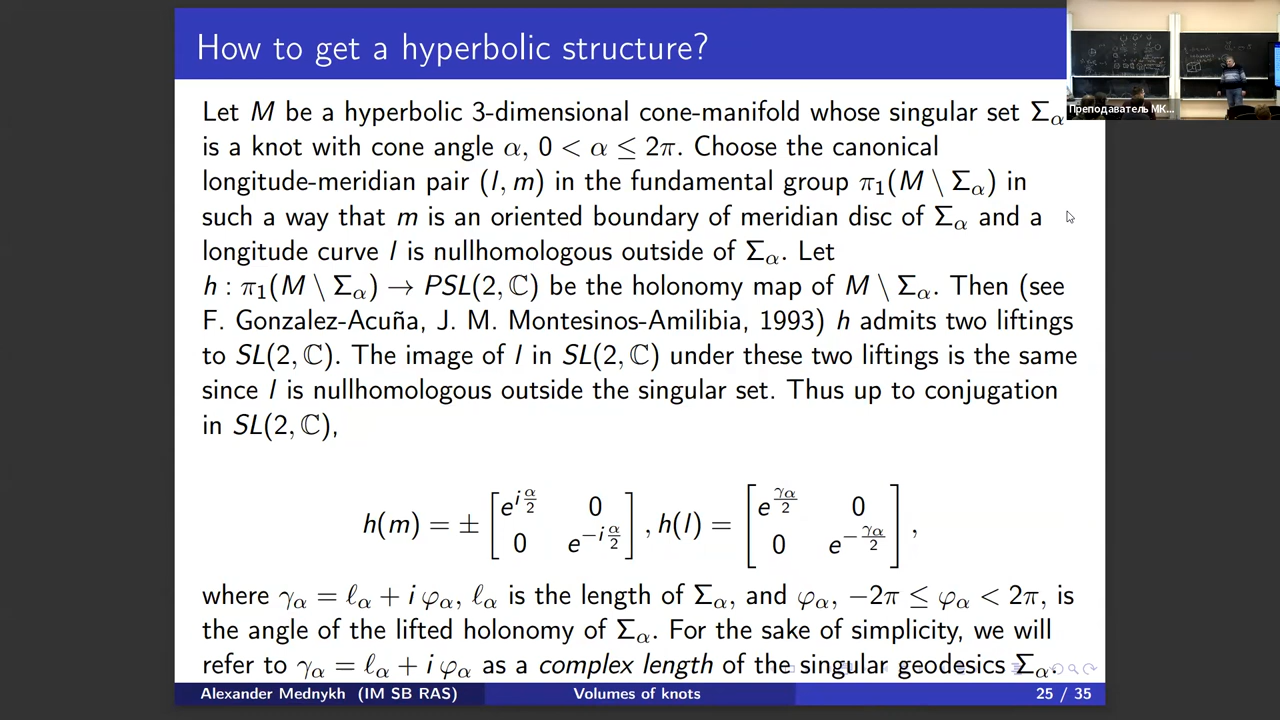 How to get a hyperbolic structure?
Let M be a hyperbolic 3-dimensional cone-manifold whose singular set Σ_α
is a knot with cone angle α, 0 < α ≤ 2π. Choose the canonical
longitude-meridian pair (l, m) in the fundamental group π₁(M \ Σ_α) in
such a way that m is an oriented boundary of meridian disc of Σ_α and a
longitude curve l is nullhomologous outside of Σ_α. Let
h : π₁(M \ Σ_α) → PSL(2, ℂ) be the holonomy map of M \ Σ_α. Then (see
F. Gonzalez-Acuña, J. M. Montesinos-Amilibia, 1993) h admits two liftings
to SL(2, ℂ). The image of l in SL(2, ℂ) under these two liftings is the same
since l is nullhomologous outside the singular set. Thus up to conjugation
in SL(2, ℂ),
h(m) = ± [e^{i α/2} 0; 0 e^{−i α/2}], h(l) = [e^{γ_α/2} 0; 0 e^{−γ_α/2}],
where γ_α = ℓ_α + i φ_α, ℓ_α is the length of Σ_α, and φ_α, −2π ≤ φ_α < 2π, is
the angle of the lifted holonomy of Σ_α. For the sake of simplicity, we will
refer to γ_α = ℓ_α + i φ_α as a complex length of the singular geodesics Σ_α.
Alexander Mednykh (IM SB RAS) Volumes of knots 25 / 35
Преподаватель МК...